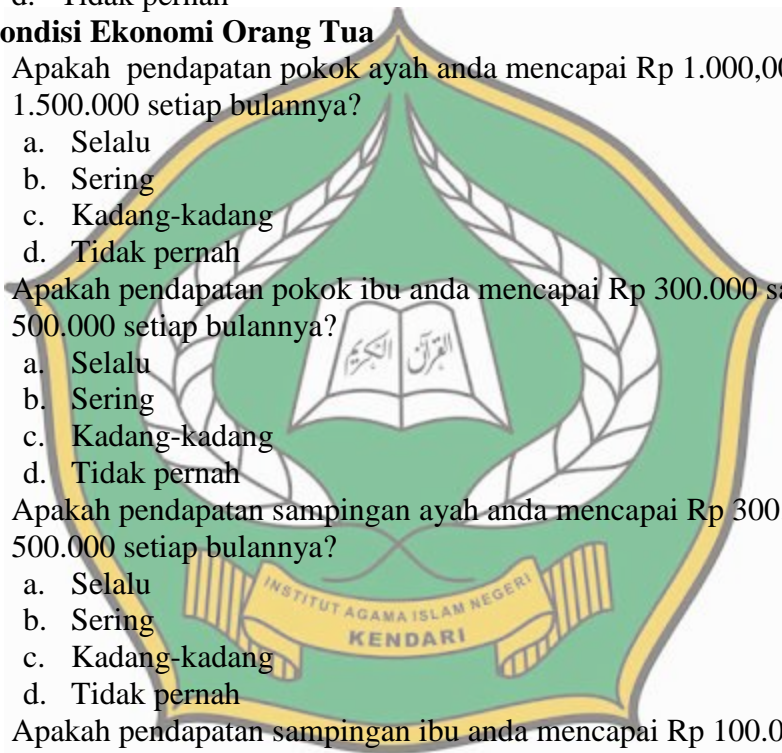 d. Tidak pernah
ondisi Ekonomi Orang Tua
Apakah pendapatan pokok ayah anda mencapai Rp 1.000,00
1.500.000 setiap bulannya?
a. Selalu
b. Sering
c. Kadang-kadang
d. Tidak pernah
Apakah pendapatan pokok ibu anda mencapai Rp 300.000 sa
500.000 setiap bulannya?
a. Selalu
b. Sering
c. Kadang-kadang
d. Tidak pernah
Apakah pendapatan sampingan ayah anda mencapai Rp 300
500.000 setiap bulannya?
a. Selalu
b. Sering
c. Kadang-kadang
d. Tidak pernah
Apakah pendapatan sampingan ibu anda mencapai Rp 100.0
القرآن الكريم
INSTITUT AGAMA ISLAM NEGERI
KENDARI